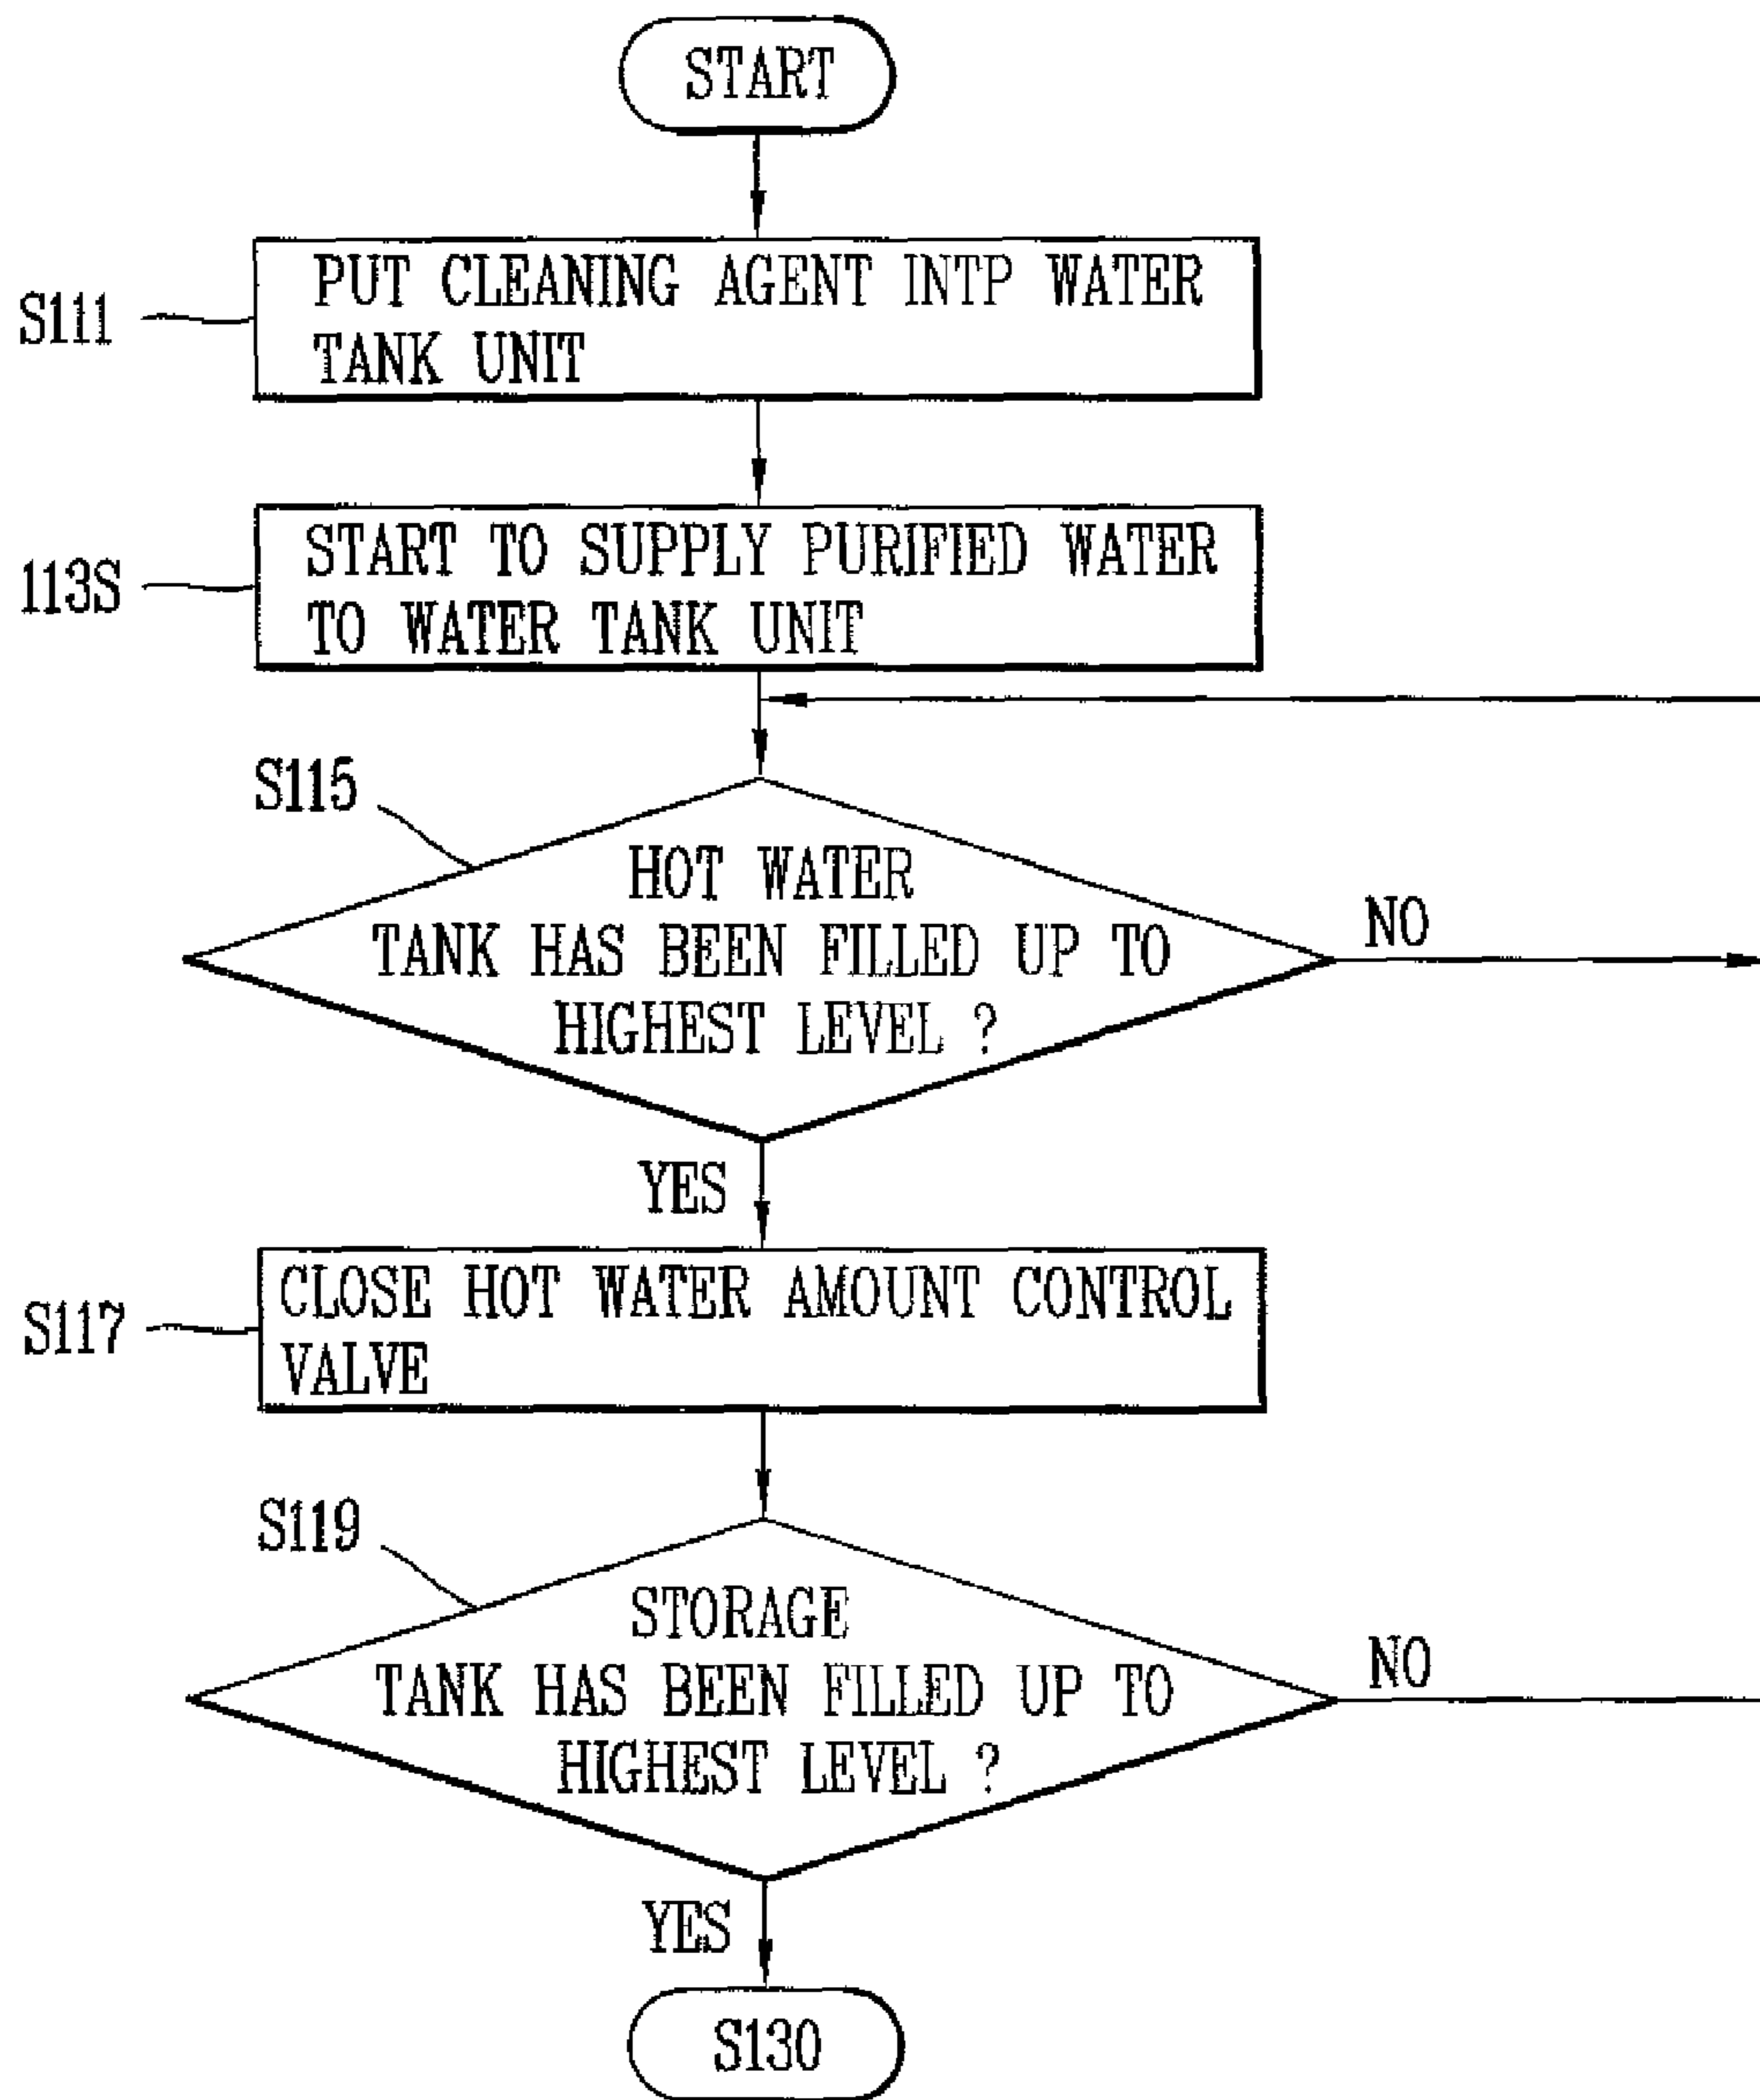 START
S111
PUT CLEANING AGENT INTP WATER
TANK UNIT
113S
START TO SUPPLY PURIFIED WATER
TO WATER TANK UNIT
S115
HOT WATER
TANK HAS BEEN FILLED UP TO
HIGHEST LEVEL ?
NO
YES
S117
CLOSE HOT WATER AMOUNT CONTROL
VALVE
S119
STORAGE
TANK HAS BEEN FILLED UP TO
HIGHEST LEVEL ?
NO
YES
S130